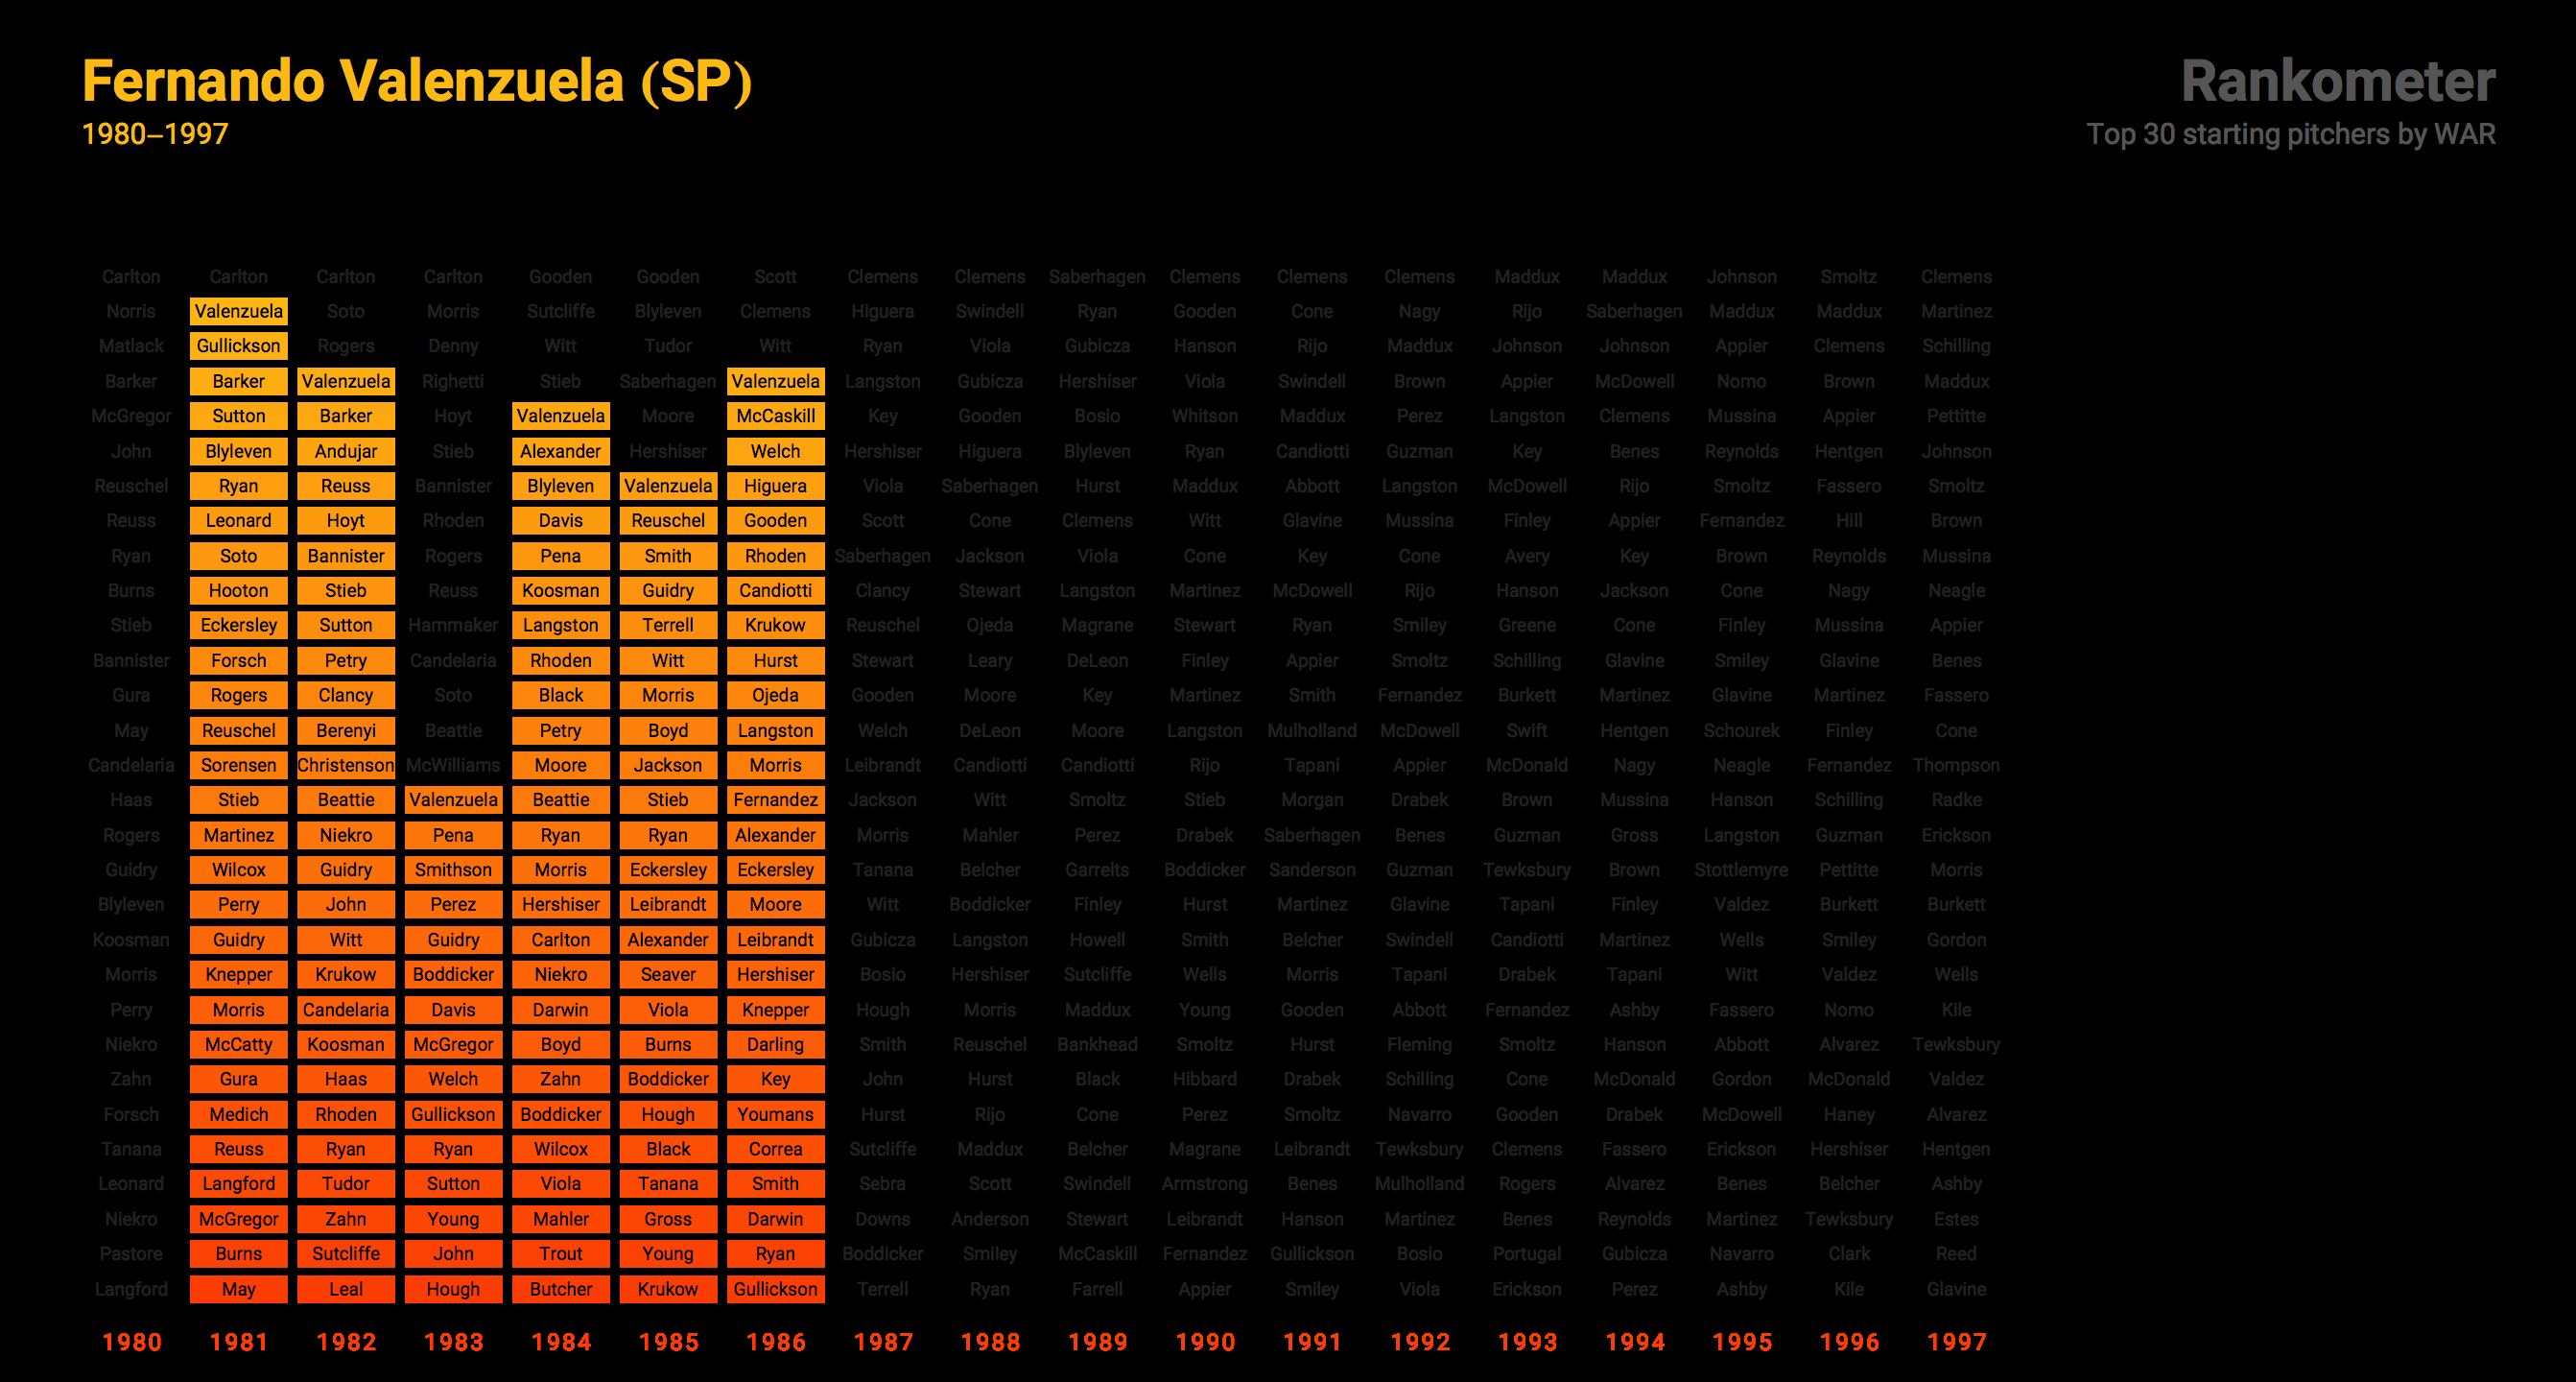 Fernando Valenzuela (SP)
1980–1997
Rankometer
Top 30 starting pitchers by WAR
Carlton Carlton Carlton Carlton Gooden Gooden Scott Clemens Clemens Saberhagen Clemens Clemens Clemens Maddux Maddux Johnson Smoltz Clemens
Norris Valenzuela Soto Morris Sutcliffe Blyleven Clemens Higuera Swindell Ryan Gooden Cone Nagy Rijo Saberhagen Maddux Maddux Martinez
Matlack Gullickson Rogers Denny Witt Tudor Witt Ryan Viola Gubicza Hanson Rijo Maddux Johnson Johnson Appier Clemens Schilling
Barker Barker Valenzuela Righetti Stieb Saberhagen Valenzuela Langston Gubicza Hershiser Viola Swindell Brown Appier McDowell Nomo Brown Maddux
McGregor Sutton Barker Hoyt Valenzuela Moore McCaskill Key Gooden Bosio Whitson Maddux Perez Langston Clemens Mussina Appier Pettitte
John Blyleven Andujar Stieb Alexander Hershiser Welch Hershiser Higuera Blyleven Ryan Candiotti Guzman Key Benes Reynolds Hentgen Johnson
Reuschel Ryan Reuss Bannister Blyleven Valenzuela Higuera Viola Saberhagen Hurst Maddux Abbott Langston McDowell Rijo Smoltz Fassero Smoltz
Reuss Leonard Hoyt Rhoden Davis Reuschel Gooden Scott Cone Clemens Witt Glavine Mussina Finley Appier Fernandez Hill Brown
Ryan Soto Bannister Rogers Pena Smith Rhoden Saberhagen Jackson Viola Cone Key Cone Avery Key Brown Reynolds Mussina
Burns Hooton Stieb Reuss Koosman Guidry Candiotti Clancy Stewart Langston Martinez McDowell Rijo Hanson Jackson Cone Nagy Neagle
Stieb Eckersley Sutton Hammaker Langston Terrell Krukow Reuschel Ojeda Magrane Stewart Ryan Smiley Greene Cone Finley Mussina Appier
Bannister Forsch Petry Candelaria Rhoden Witt Hurst Stewart Leary DeLeon Finley Appier Smoltz Schilling Glavine Smiley Glavine Benes
Gura Rogers Clancy Soto Black Morris Ojeda Gooden Moore Key Martinez Smith Fernandez Burkett Martinez Glavine Martinez Fassero
May Reuschel Berenyi Beattie Petry Boyd Langston Welch DeLeon Moore Langston Mulholland McDowell Swift Hentgen Schourek Finley Cone
Candelaria Sorensen Christenson McWilliams Moore Jackson Morris Leibrandt Candiotti Candiotti Rijo Tapani Appier McDonald Nagy Neagle Fernandez Thompson
Haas Stieb Beattie Valenzuela Beattie Stieb Fernandez Jackson Witt Smoltz Stieb Morgan Drabek Brown Mussina Hanson Schilling Radke
Rogers Martinez Niekro Pena Ryan Ryan Alexander Morris Mahler Perez Drabek Saberhagen Benes Guzman Gross Langston Guzman Erickson
Guidry Wilcox Guidry Smithson Morris Eckersley Eckersley Tanana Belcher Garrelts Boddicker Sanderson Guzman Tewksbury Brown Stottlemyre Pettitte Morris
Blyleven Perry John Perez Hershiser Leibrandt Moore Witt Boddicker Finley Hurst Martinez Glavine Tapani Finley Valdez Burkett Burkett
Koosman Guidry Witt Guidry Carlton Alexander Leibrandt Gubicza Langston Howell Smith Belcher Swindell Candiotti Martinez Wells Smiley Gordon
Morris Knepper Krukow Boddicker Niekro Seaver Hershiser Bosio Hershiser Sutcliffe Wells Morris Tapani Drabek Tapani Witt Valdez Wells
Perry Morris Candelaria Davis Darwin Viola Knepper Hough Morris Maddux Young Gooden Abbott Fernandez Ashby Fassero Nomo Kile
Niekro McCatty Koosman McGregor Boyd Burns Darling Smith Reuschel Bankhead Smoltz Hurst Fleming Smoltz Hanson Abbott Alvarez Tewksbury
Zahn Gura Haas Welch Zahn Boddicker Key John Hurst Black Hibbard Drabek Schilling Cone McDonald Gordon McDonald Valdez
Forsch Medich Rhoden Gullickson Boddicker Hough Youmans Hurst Rijo Cone Perez Smoltz Navarro Gooden Drabek McDowell Haney Alvarez
Tanana Reuss Ryan Ryan Wilcox Black Correa Sutcliffe Maddux Belcher Magrane Leibrandt Tewksbury Clemens Fassero Erickson Hershiser Hentgen
Leonard Langford Tudor Sutton Viola Tanana Smith Sebra Scott Swindell Armstrong Benes Mulholland Rogers Alvarez Benes Belcher Ashby
Niekro McGregor Zahn Young Mahler Gross Darwin Downs Anderson Stewart Leibrandt Hanson Martinez Benes Reynolds Martinez Tewksbury Estes
Pastore Burns Sutcliffe John Trout Young Ryan Boddicker Smiley McCaskill Fernandez Gullickson Bosio Portugal Gubicza Navarro Clark Reed
Langford May Leal Hough Butcher Krukow Gullickson Terrell Ryan Farrell Appier Smiley Viola Erickson Perez Ashby Kile Glavine
1980 1981 1982 1983 1984 1985 1986 1987 1988 1989 1990 1991 1992 1993 1994 1995 1996 1997